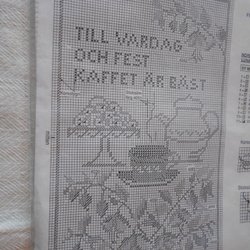 TILL VARDAG
OCH FEST
KAFFET ÄR BÄST